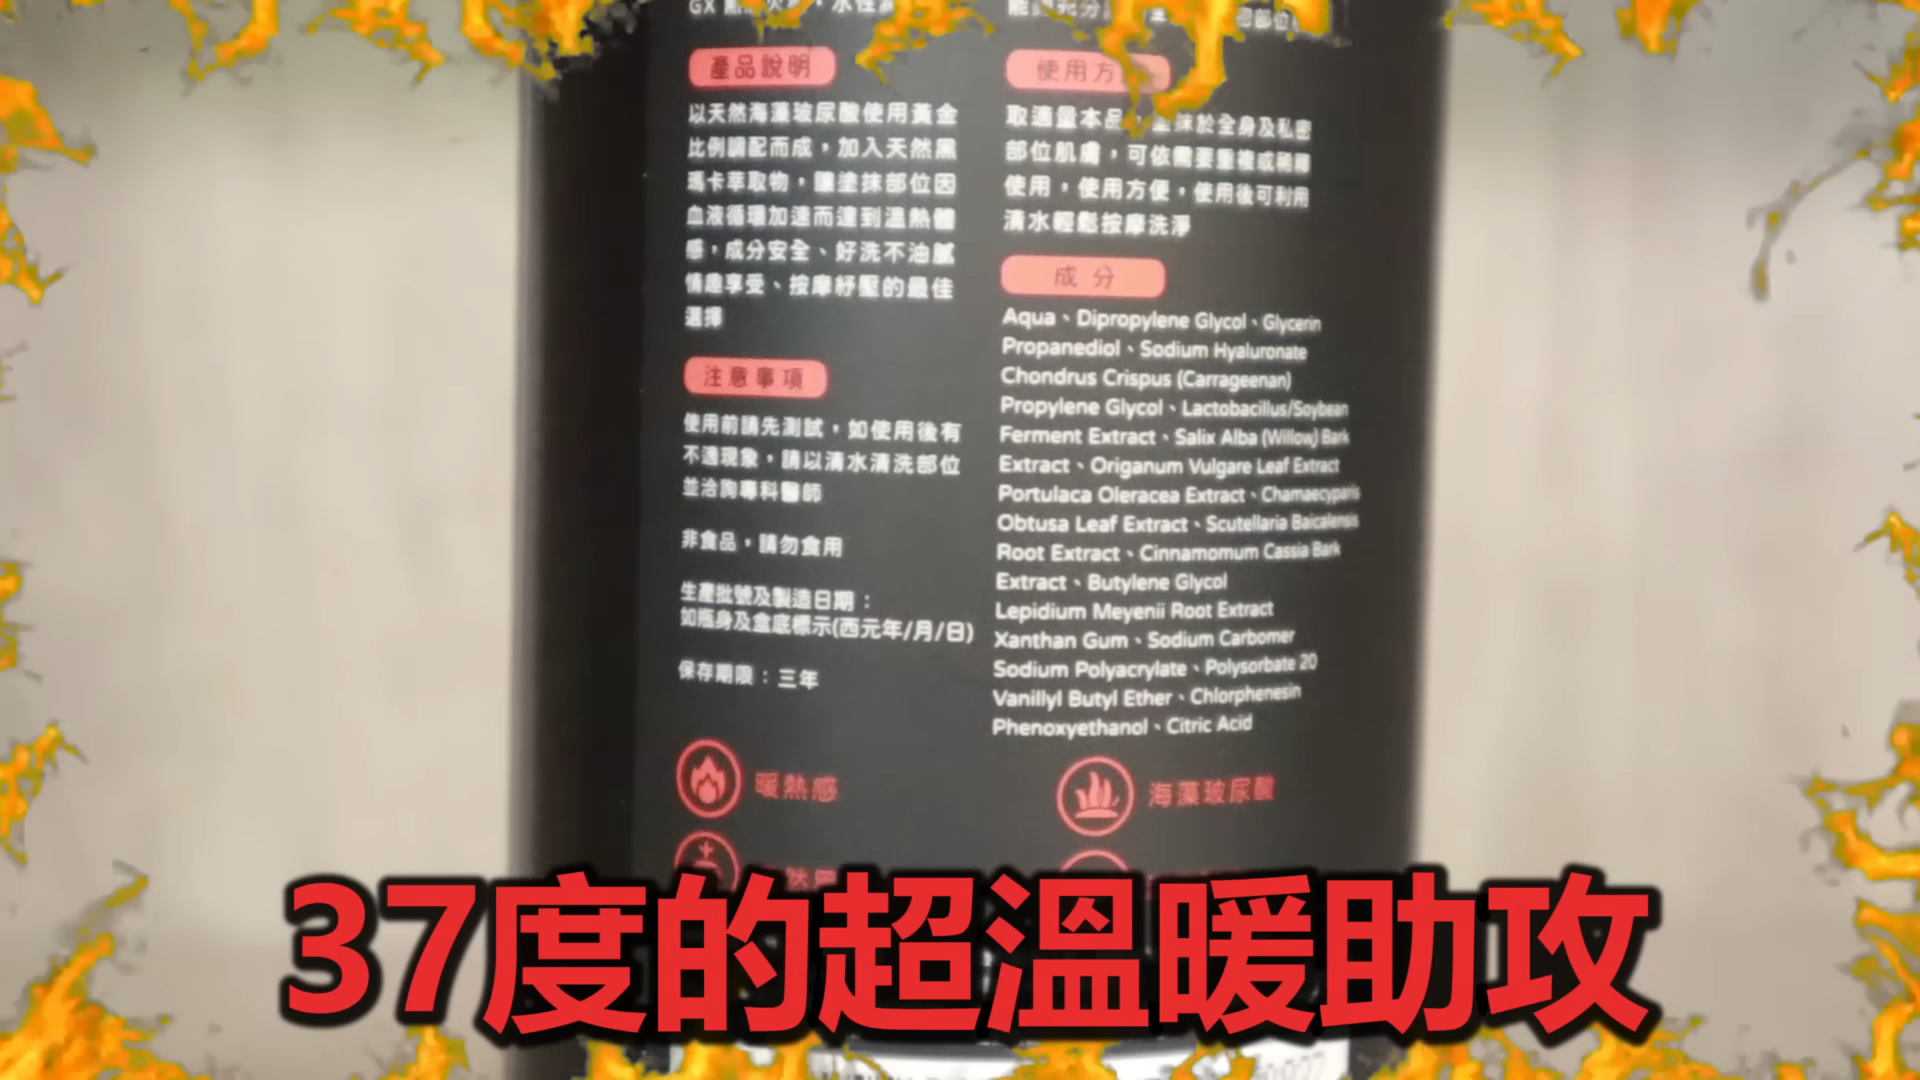 產品說明
以天然海藻玻尿酸使用黃金
比例調配而成，加入天然黑
瑪卡萃取物，讓塗抹部位因
血液循環加速而達到溫熱體
感，成分安全、好洗不油膩
情趣享受、按摩紓壓的最佳
選擇
注意事項
使用前請先測試，如使用後有
不適現象，請以清水清洗部位
並洽詢專科醫師
非食品，請勿食用
生產批號及製造日期：
如瓶身及盒底標示(西元年/月/日)
保存期限：三年
暖熱感
使用方
取適量本品 於全身及私密
部位肌膚，可依需要重複或稀釋
使用，使用方便，使用後可利用
清水輕鬆按摩洗淨
成分
Aqua、Dipropylene Glycol、Glycerin
Propanediol、Sodium Hyaluronate
Chondrus Crispus (Carrageenan)
Propylene Glycol、Lactobacillus/Soybean
Ferment Extract、Salix Alba (Willow) Bark
Extract、Origanum Vulgare Leaf Extract
Portulaca Oleracea Extract、Chamaecyparis
Obtusa Leaf Extract、Scutellaria Baicalensis
Root Extract、Cinnamomum Cassia Bark
Extract、Butylene Glycol
Lepidium Meyenii Root Extract
Xanthan Gum、Sodium Carbomer
Sodium Polyacrylate、Polysorbate 20
Vanillyl Butyl Ether、Chlorphenesin
Phenoxyethanol、Citric Acid
海藻玻尿酸
37度的超溫暖助攻